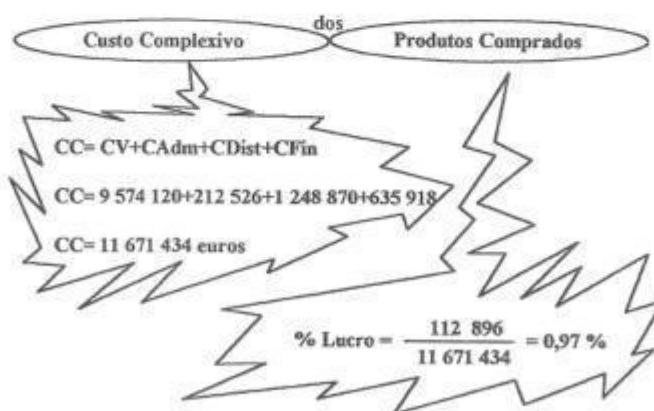 Custo Complexivo dos Produtos Comprados
CC= CV+CAdm+CDist+CFin
CC= 9 574 120+212 526+1 248 870+635 918
CC= 11 671 434 euros
% Lucro = 112 896 / 11 671 434 = 0,97 %